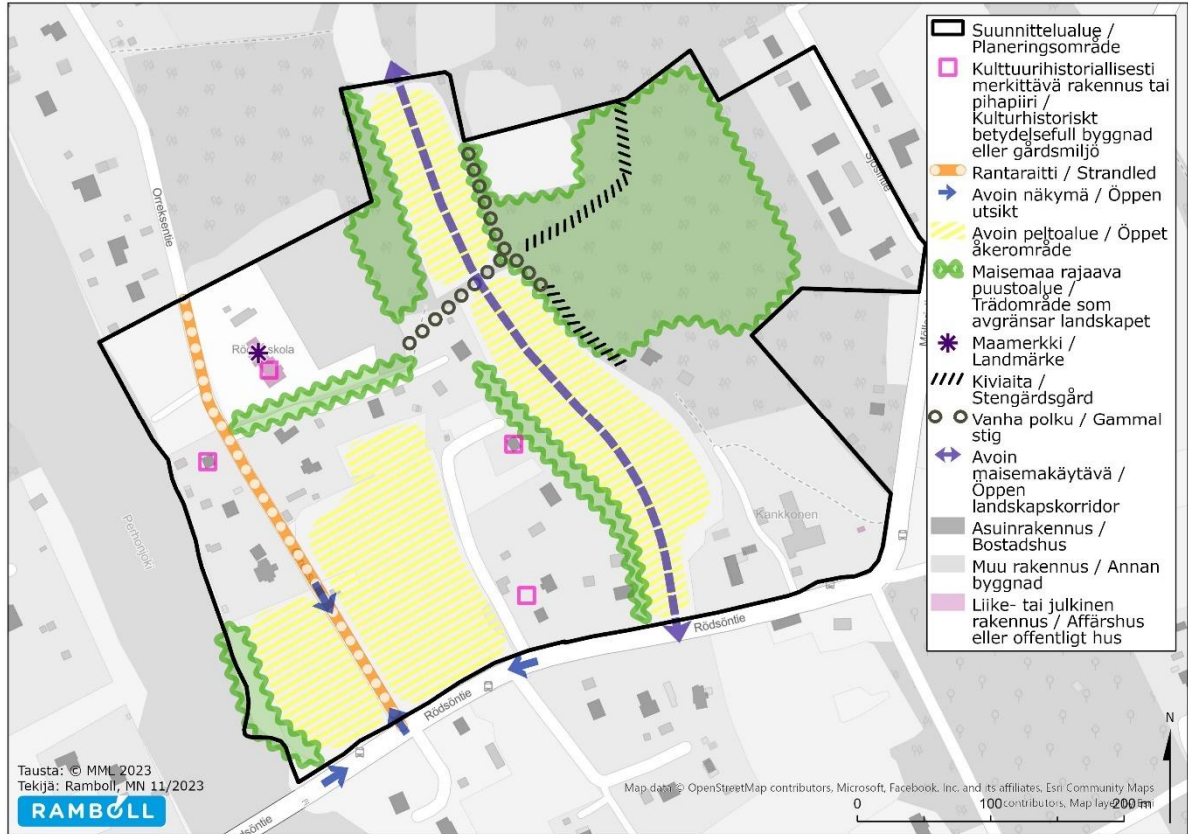 Suunnittelualue /
Planeringsområde
Kulttuurihistoriallisesti
merkittävä rakennus tai
pihapiiri /
Kulturhistoriskt
betydelsefull byggnad
eller gårdsmiljö
Rantaraitti / Strandled
Avoin näkymä / Öppen
utsikt
Avoin peltoalue / Öppet
åkerområde
Maisemaa rajaava
puustoalue /
Trädområde som
avgränsar landskapet
Maamerkki /
Landmärke
Kiviaita /
Stengärdsgård
Vanha polku / Gammal
stig
Avoin
maisemakäytävä /
Öppen
landskapskorridor
Asuinrakennus /
Bostadshus
Muu rakennus / Annan
byggnad
Liike- tai julkinen
rakennus / Affärshus
eller offentligt hus
Orreksentie
Sjösintie
Perhonjoki
Kankkonen
Rödsöntie
Rödsöntie
N
Tausta: © MML 2023
Tekijä: Ramboll, MN 11/2023
RAMBOLL
Map data © OpenStreetMap contributors, Microsoft, Facebook, Inc. and its affiliates, Esri Community Maps
contributors, Map layer by Esri
0 100 200 m